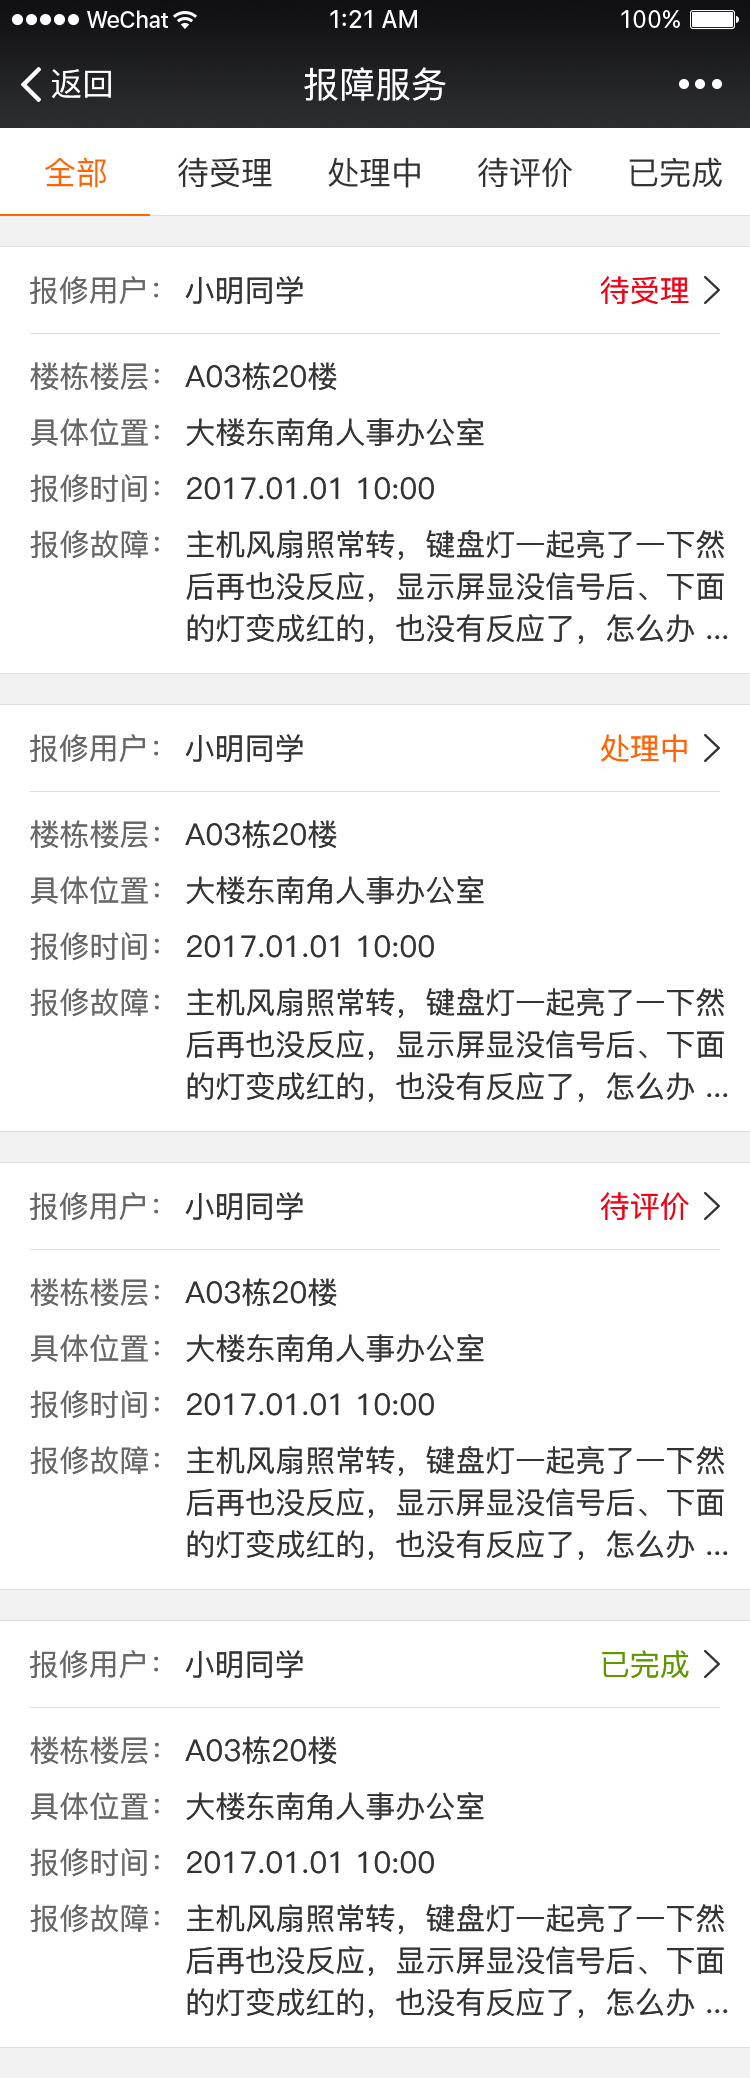 WeChat 1:21 AM 100%
返回 报障服务
全部 待受理 处理中 待评价 已完成
报修用户： 小明同学 待受理
楼栋楼层： A03栋20楼
具体位置： 大楼东南角人事办公室
报修时间： 2017.01.01 10:00
报修故障： 主机风扇照常转，键盘灯一起亮了一下然
后再也没反应，显示屏显没信号后、下面
的灯变成红的，也没有反应了，怎么办 ...
报修用户： 小明同学 处理中
楼栋楼层： A03栋20楼
具体位置： 大楼东南角人事办公室
报修时间： 2017.01.01 10:00
报修故障： 主机风扇照常转，键盘灯一起亮了一下然
后再也没反应，显示屏显没信号后、下面
的灯变成红的，也没有反应了，怎么办 ...
报修用户： 小明同学 待评价
楼栋楼层： A03栋20楼
具体位置： 大楼东南角人事办公室
报修时间： 2017.01.01 10:00
报修故障： 主机风扇照常转，键盘灯一起亮了一下然
后再也没反应，显示屏显没信号后、下面
的灯变成红的，也没有反应了，怎么办 ...
报修用户： 小明同学 已完成
楼栋楼层： A03栋20楼
具体位置： 大楼东南角人事办公室
报修时间： 2017.01.01 10:00
报修故障： 主机风扇照常转，键盘灯一起亮了一下然
后再也没反应，显示屏显没信号后、下面
的灯变成红的，也没有反应了，怎么办 ...